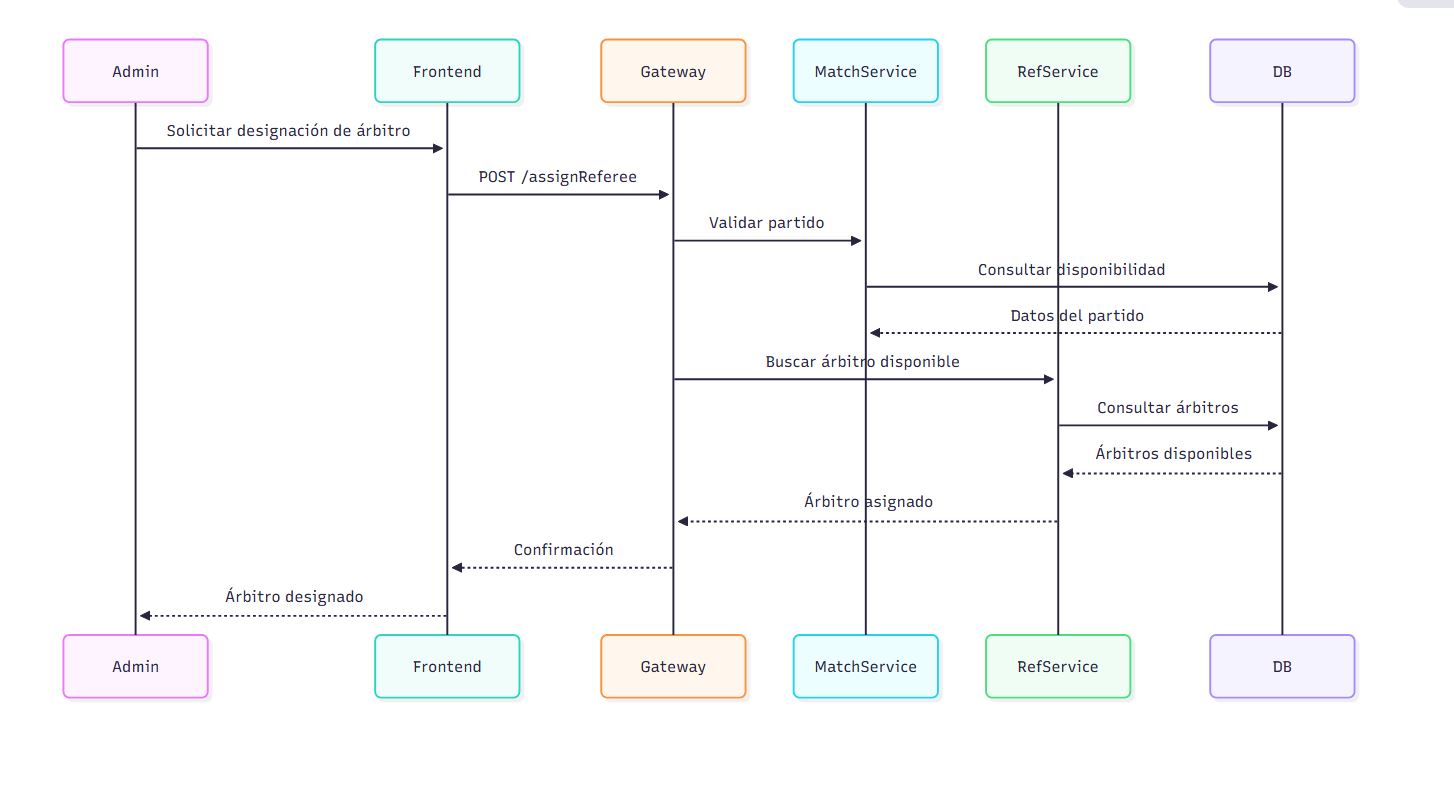 Admin
Frontend
Gateway
MatchService
RefService
DB
Solicitar designación de árbitro
POST /assignReferee
Validar partido
Consultar disponibilidad
Datos del partido
Buscar árbitro disponible
Consultar árbitros
Árbitros disponibles
Árbitro asignado
Confirmación
Árbitro designado
Admin
Frontend
Gateway
MatchService
RefService
DB